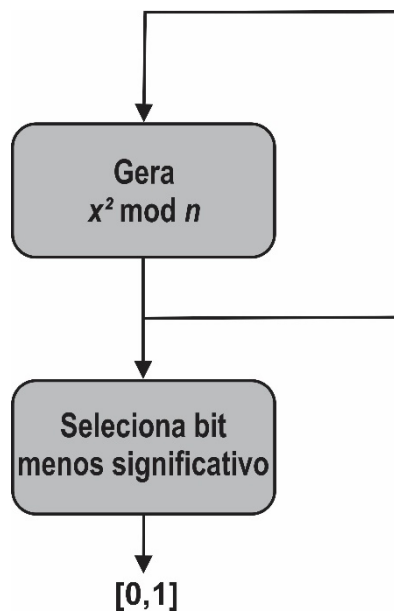 Gera
x² mod n
Seleciona bit
menos significativo
[0,1]